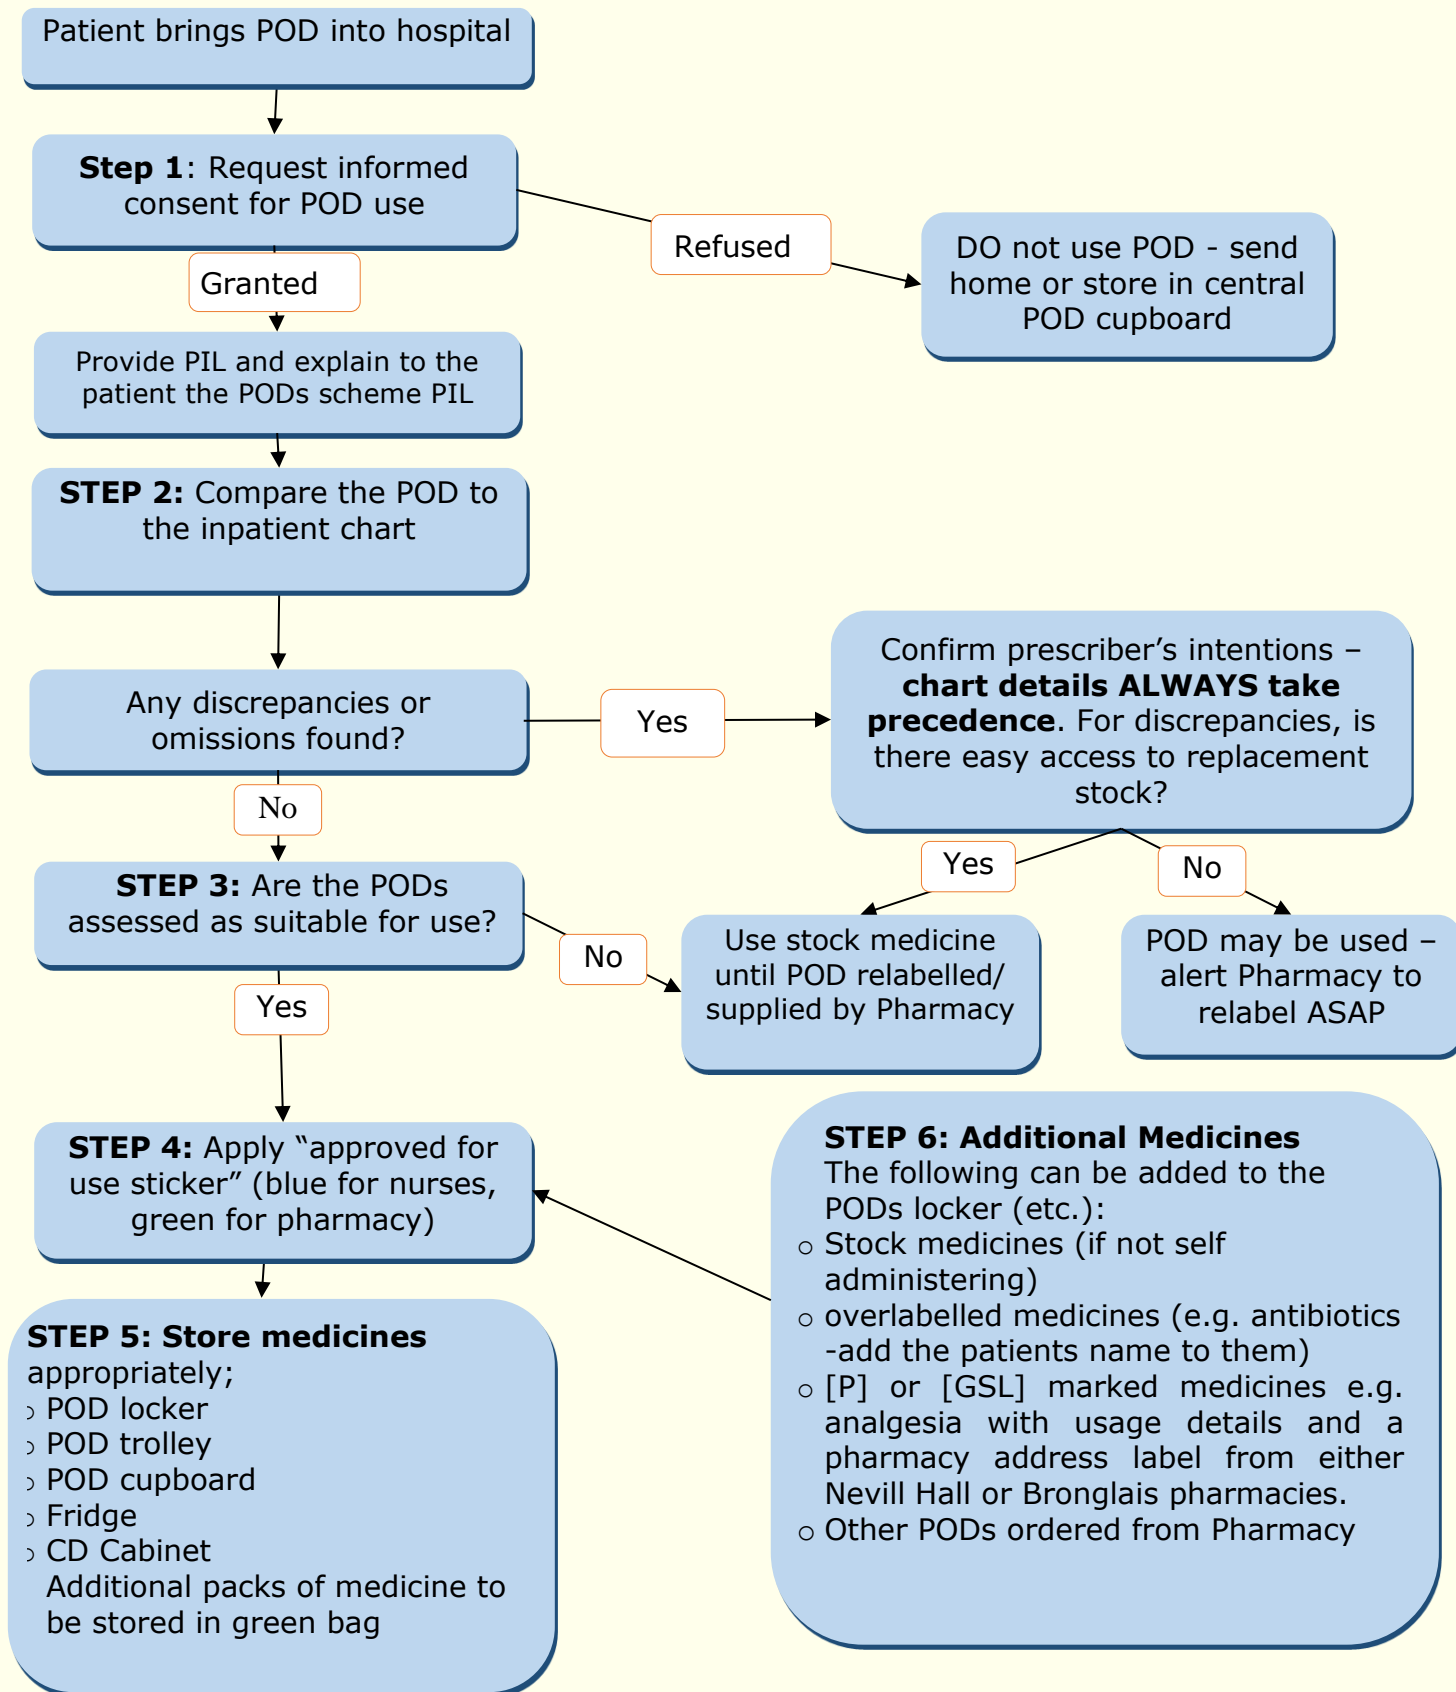 Patient brings POD into hospital
Step 1: Request informed
consent for POD use
Refused
DO not use POD - send
home or store in central
POD cupboard
Granted
Provide PIL and explain to the
patient the PODs scheme PIL
STEP 2: Compare the POD to
the inpatient chart
Any discrepancies or
omissions found?
Yes
Confirm prescriber’s intentions –
chart details ALWAYS take
precedence. For discrepancies, is
there easy access to replacement
stock?
No
Yes
No
STEP 3: Are the PODs
assessed as suitable for use?
No
Use stock medicine
until POD relabelled/
supplied by Pharmacy
POD may be used –
alert Pharmacy to
relabel ASAP
Yes
STEP 4: Apply “approved for
use sticker” (blue for nurses,
green for pharmacy)
STEP 5: Store medicines
appropriately;
POD locker
POD trolley
POD cupboard
Fridge
CD Cabinet
Additional packs of medicine to
be stored in green bag
STEP 6: Additional Medicines
The following can be added to the
PODs locker (etc.):
Stock medicines (if not self
administering)
overlabelled medicines (e.g. antibiotics
-add the patients name to them)
[P] or [GSL] marked medicines e.g.
analgesia with usage details and a
pharmacy address label from either
Nevill Hall or Bronglais pharmacies.
Other PODs ordered from Pharmacy